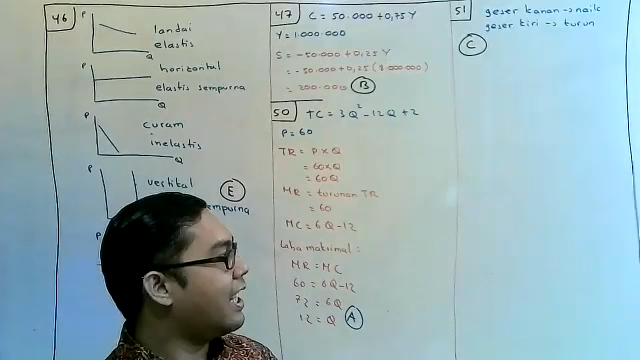 46
P
landai
elastis
Q
P
horizontal
elastis sempurna
Q
P
curam
inelastis
Q
P
vertikal
E
P
47
C = 50.000 + 0,75Y
Y = 1.000.000
S = -50.000 + 0,25 Y
= -50.000 + 0,25 (1.000.000)
= 200.000 B
50 TC = 3Q² - 12Q + 2
P = 60
TR = P x Q
= 60 x Q
= 60Q
MR = turunan TR
= 60
MC = 6Q - 12
Laba maksimal :
MR = MC
60 = 6Q - 12
72 = 6Q
12 = Q A
51
geser kanan -> naik
geser kiri -> turun
C